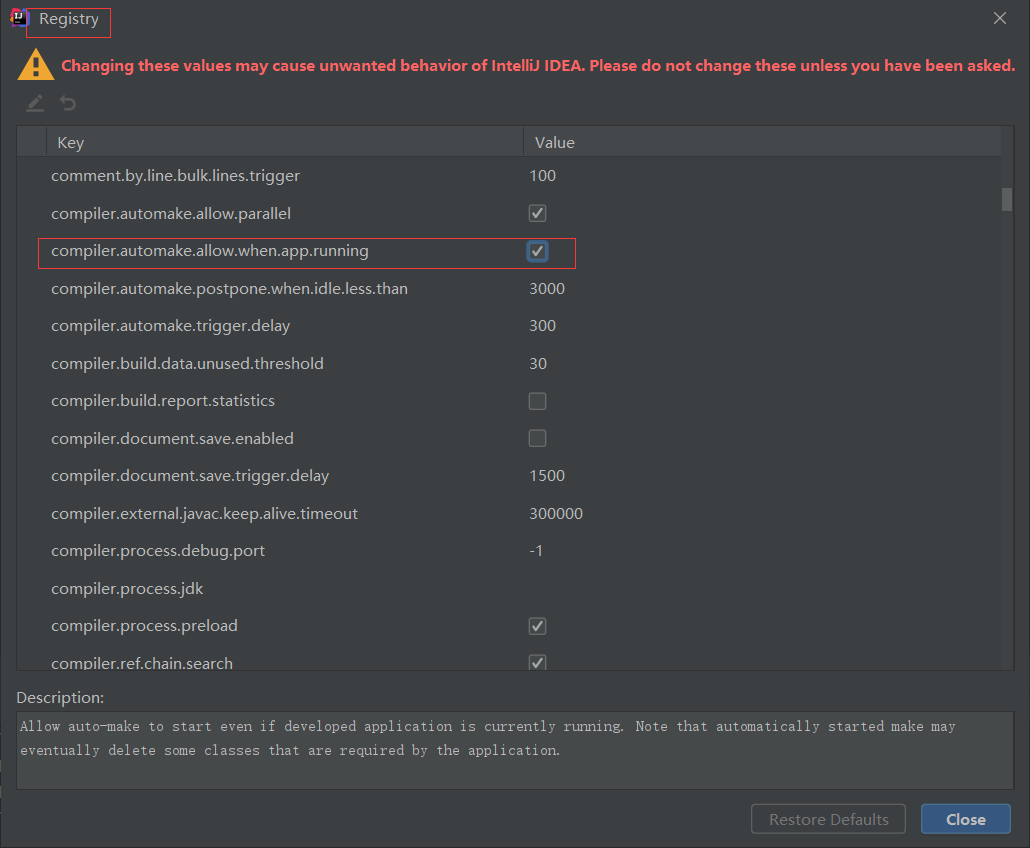 Registry
Changing these values may cause unwanted behavior of IntelliJ IDEA. Please do not change these unless you have been asked.
Key Value
comment.by.line.bulk.lines.trigger 100
compiler.automake.allow.parallel
compiler.automake.allow.when.app.running
compiler.automake.postpone.when.idle.less.than 3000
compiler.automake.trigger.delay 300
compiler.build.data.unused.threshold 30
compiler.build.report.statistics
compiler.document.save.enabled
compiler.document.save.trigger.delay 1500
compiler.external.javac.keep.alive.timeout 300000
compiler.process.debug.port -1
compiler.process.jdk
compiler.process.preload
compiler.ref.chain.search
Description:
Allow auto-make to start even if developed application is currently running. Note that automatically started make may
eventually delete some classes that are required by the application.
Restore Defaults Close